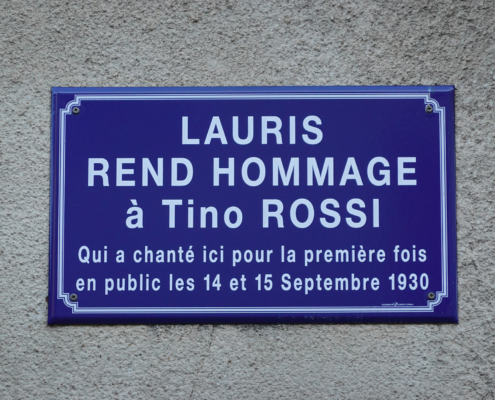 LAURIS
REND HOMMAGE
à Tino ROSSI
Qui a chanté ici pour la première fois
en public les 14 et 15 Septembre 1930